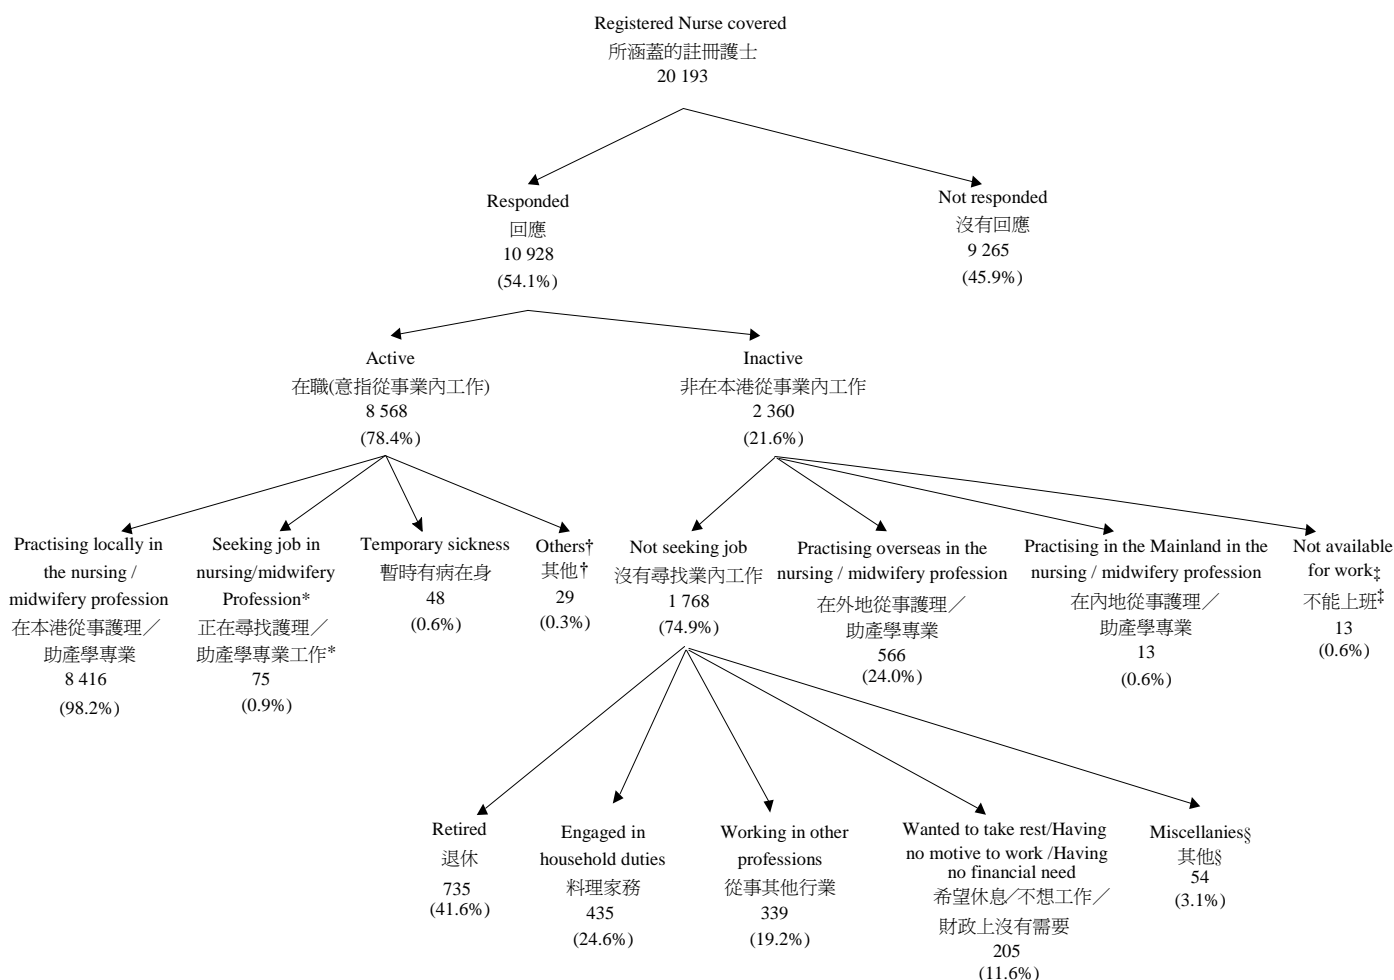 Registered Nurse covered
所涵蓋的註冊護士
20 193
Responded
回應
10 928
(54.1%)
Not responded
沒有回應
9 265
(45.9%)
Active
在職(意指從事業內工作)
8 568
(78.4%)
Inactive
非在本港從事業內工作
2 360
(21.6%)
Practising locally in
the nursing /
midwifery profession
在本港從事護理／
助產學專業
8 416
(98.2%)
Seeking job in
nursing/midwifery
Profession*
正在尋找護理／
助產學專業工作*
75
(0.9%)
Temporary sickness
暫時有病在身
48
(0.6%)
Others†
其他†
29
(0.3%)
Not seeking job
沒有尋找業內工作
1 768
(74.9%)
Practising overseas in the
nursing / midwifery profession
在外地從事護理／
助產學專業
566
(24.0%)
Practising in the Mainland in the
nursing / midwifery profession
在內地從事護理／
助產學專業
13
(0.6%)
Not available
for work‡
不能上班‡
13
(0.6%)
Retired
退休
735
(41.6%)
Engaged in
household duties
料理家務
435
(24.6%)
Working in other
professions
從事其他行業
339
(19.2%)
Wanted to take rest/Having
no motive to work /Having
no financial need
希望休息／不想工作／
財政上沒有需要
205
(11.6%)
Miscellanies§
其他§
54
(3.1%)